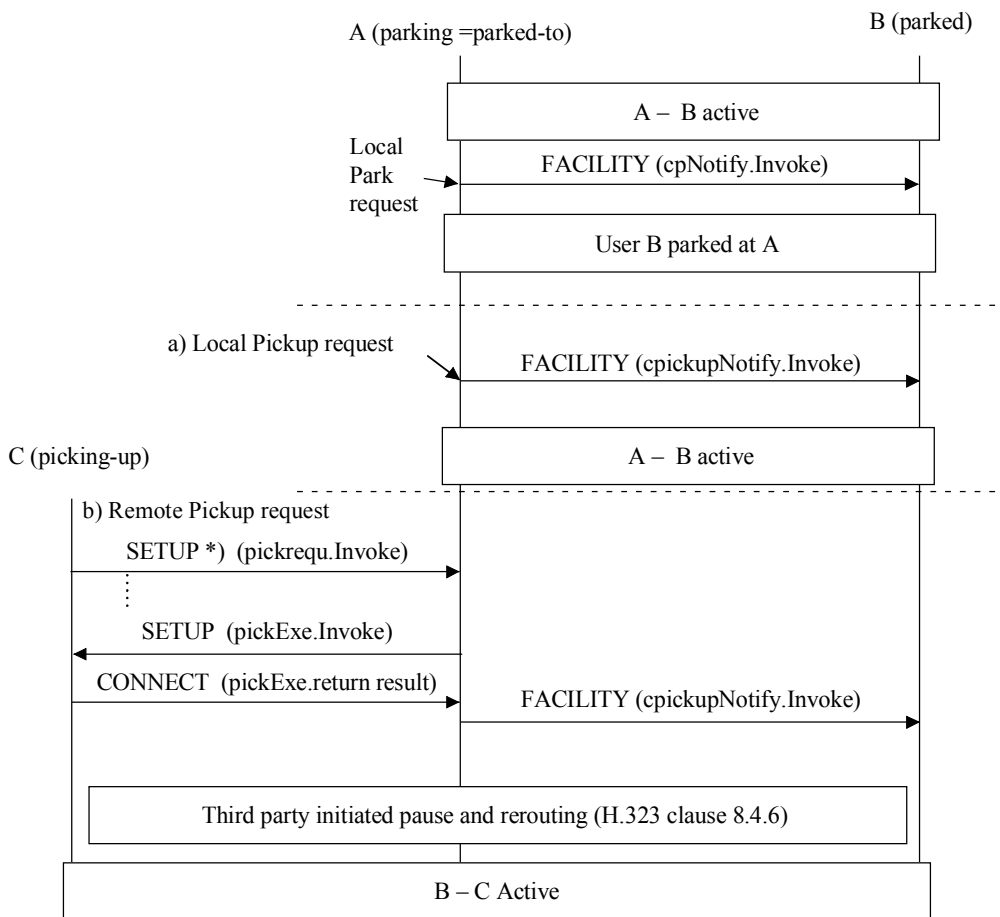 A (parking =parked-to)
B (parked)
A – B active
Local
Park
request
FACILITY (cpNotify.Invoke)
User B parked at A
a) Local Pickup request
FACILITY (cpickupNotify.Invoke)
C (picking-up)
A – B active
b) Remote Pickup request
SETUP *) (pickrequ.Invoke)
SETUP (pickExe.Invoke)
CONNECT (pickExe.return result)
FACILITY (cpickupNotify.Invoke)
Third party initiated pause and rerouting (H.323 clause 8.4.6)
B – C Active